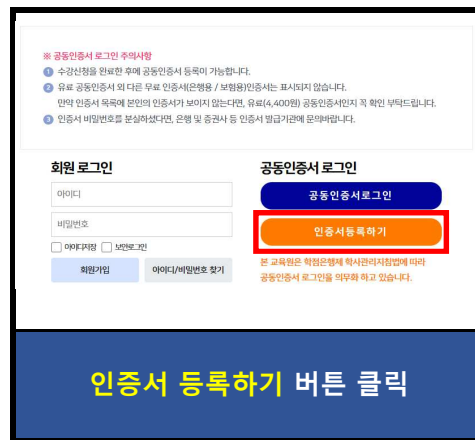 ※ 공동인증서 로그인 주의사항
1 수강신청을 완료한 후에 공동인증서 등록이 가능합니다.
2 유료 공동인증서 외 다른 무료 인증서(은행용 / 보험용)인증서는 표시되지 않습니다.
만약 인증서 목록에 본인의 인증서가 보이지 않는다면, 유료(4,400원) 공동인증서인지 꼭 확인 부탁드립니다.
3 인증서 비밀번호를 분실하셨다면, 은행 및 증권사 등 인증서 발급기관에 문의바랍니다.
회원 로그인
아이디
비밀번호
아이디저장 보안로그인
회원가입 아이디/비밀번호 찾기
공동인증서 로그인
공동인증서로그인
인증서등록하기
본 교육원은 학점은행제 학사관리지침법에 따라
공동인증서 로그인을 의무화 하고 있습니다.
인증서 등록하기 버튼 클릭